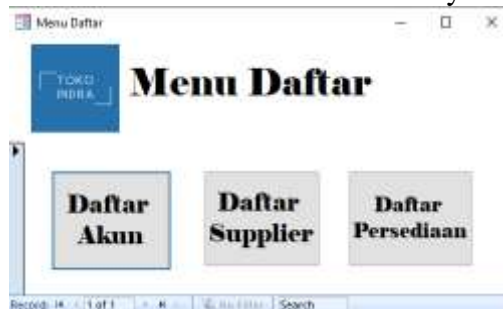 Menu Daftar
TOKO
INDRA
Menu Daftar
Daftar
Akun
Daftar
Supplier
Daftar
Persediaan
Record: 1 of 1 No Filter Search